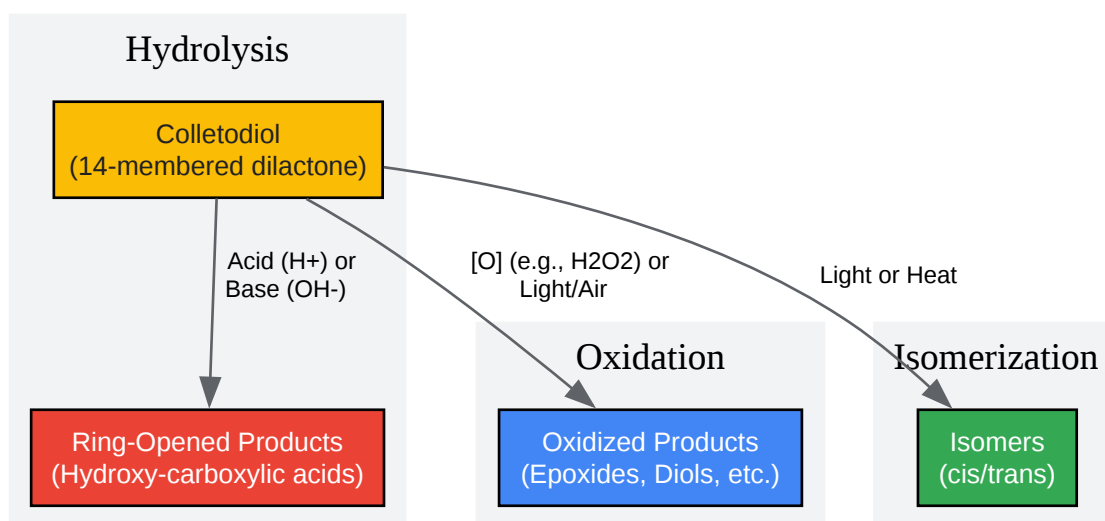 Hydrolysis
Colletodiol
(14-membered dilactone)
Acid (H+) or
Base (OH-)
[O] (e.g., H2O2) or
Light/Air
Light or Heat
Oxidation
Isomerization
Ring-Opened Products
(Hydroxy-carboxylic acids)
Oxidized Products
(Epoxides, Diols, etc.)
Isomers
(cis/trans)